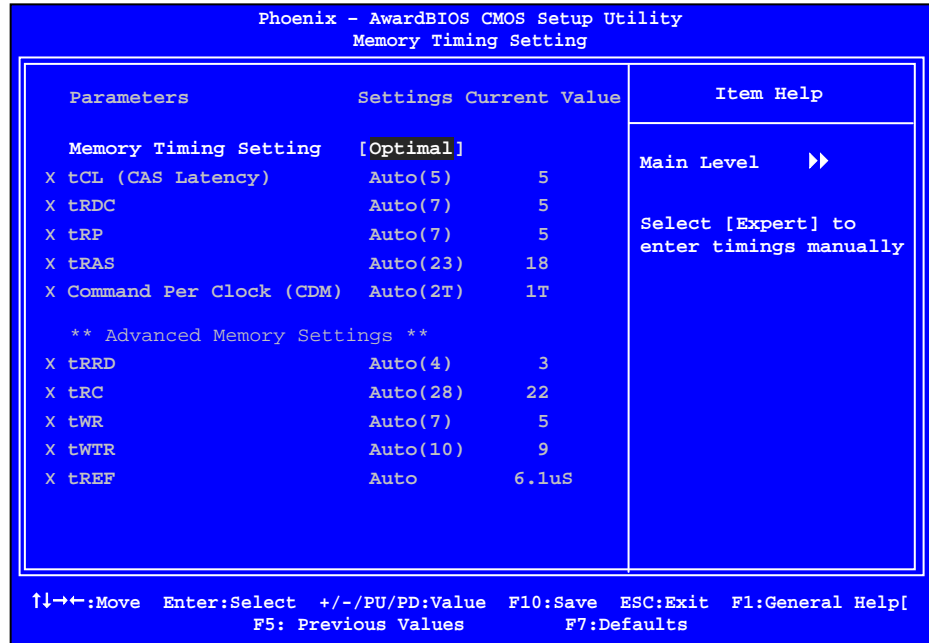 Phoenix – AwardBIOS CMOS Setup Utility
Memory Timing Setting
Parameters Settings Current Value
Item Help
Memory Timing Setting [Optimal]
X tCL (CAS Latency) Auto(5) 5
X tRDC Auto(7) 5
X tRP Auto(7) 5
X tRAS Auto(23) 18
X Command Per Clock (CDM) Auto(2T) 1T
** Advanced Memory Settings **
X tRRD Auto(4) 3
X tRC Auto(28) 22
X tWR Auto(7) 5
X tWTR Auto(10) 9
X tREF Auto 6.1uS
Main Level
Select [Expert] to
enter timings manually
↑↓→←:Move Enter:Select +/-/PU/PD:Value F10:Save ESC:Exit F1:General Help[
F5: Previous Values F7:Defaults